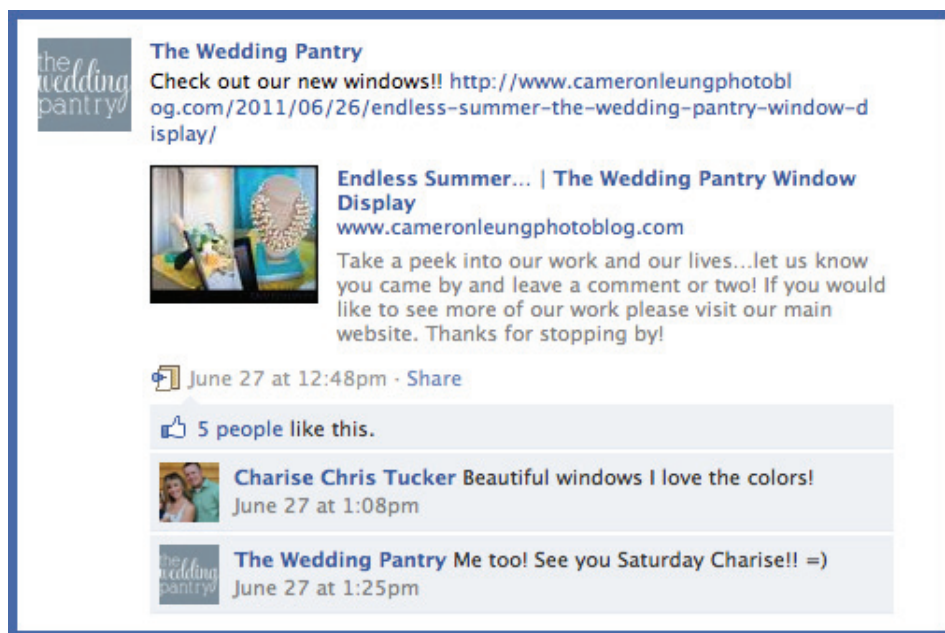 the
wedding
pantry
The Wedding Pantry
Check out our new windows!! http://www.cameronleungphotobl
og.com/2011/06/26/endless-summer-the-wedding-pantry-window-d
isplay/
Endless Summer... | The Wedding Pantry Window
Display
www.cameronleungphotoblog.com
Take a peek into our work and our lives...let us know
you came by and leave a comment or two! If you would
like to see more of our work please visit our main
website. Thanks for stopping by!
June 27 at 12:48pm · Share
5 people like this.
Charise Chris Tucker Beautiful windows I love the colors!
June 27 at 1:08pm
the
wedding
pantry
The Wedding Pantry Me too! See you Saturday Charise!! =)
June 27 at 1:25pm